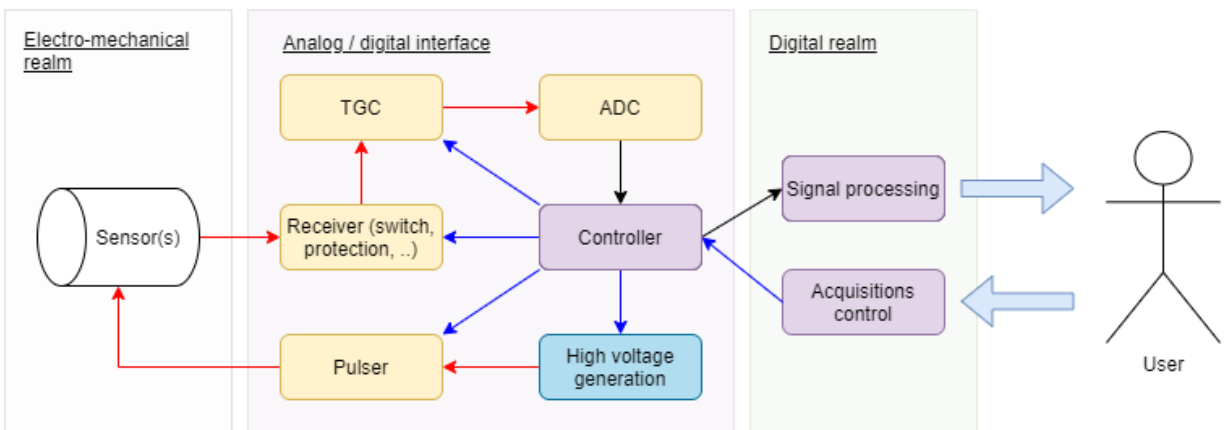 Electro-mechanical
realm
Analog / digital interface
Digital realm
TGC
ADC
Sensor(s)
Receiver (switch,
protection, ..)
Controller
Signal processing
Acquisitions
control
Pulser
High voltage
generation
User